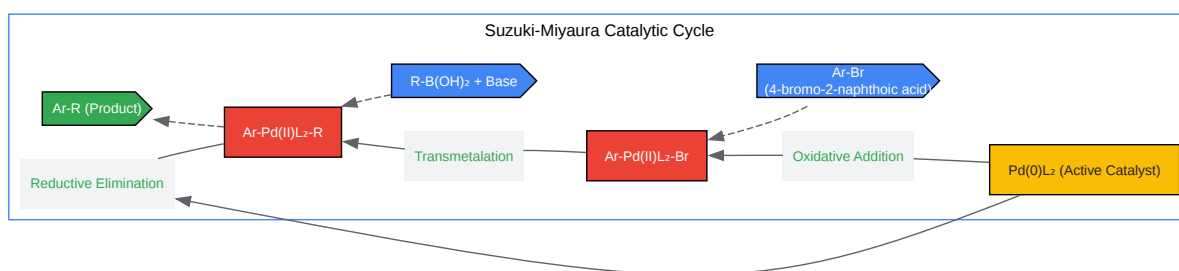 Suzuki-Miyaura Catalytic Cycle
Ar-Br
(4-bromo-2-naphthoic acid)
R-B(OH)₂ + Base
Ar-R (Product)
Ar-Pd(II)L₂-R
Transmetalation
Ar-Pd(II)L₂-Br
Oxidative Addition
Pd(0)L₂ (Active Catalyst)
Reductive Elimination